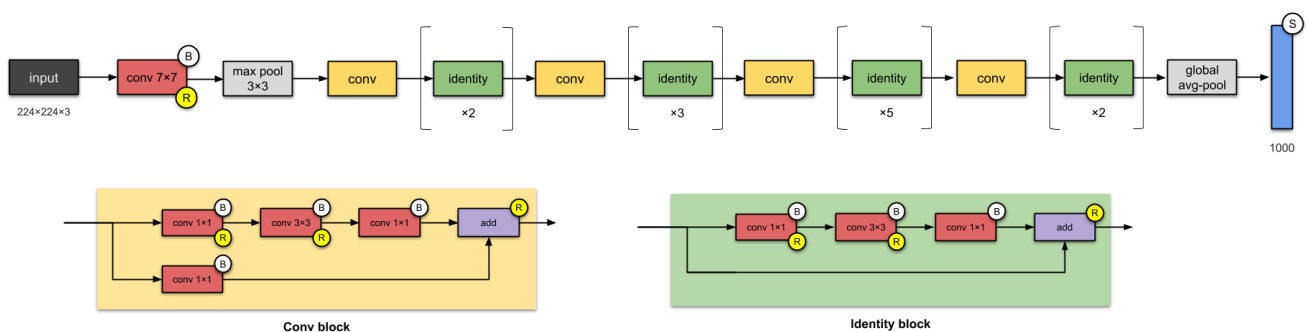 S
B
input
conv 7×7
R
max pool
3×3
conv
identity
conv
identity
conv
identity
conv
identity
global
avg-pool
224×224×3
×2
×3
×5
×2
1000
B
B
B
R
conv 1×1
conv 3×3
conv 1×1
add
R
R
B
conv 1×1
Conv block
B
B
B
R
conv 1×1
conv 3×3
conv 1×1
add
R
R
Identity block